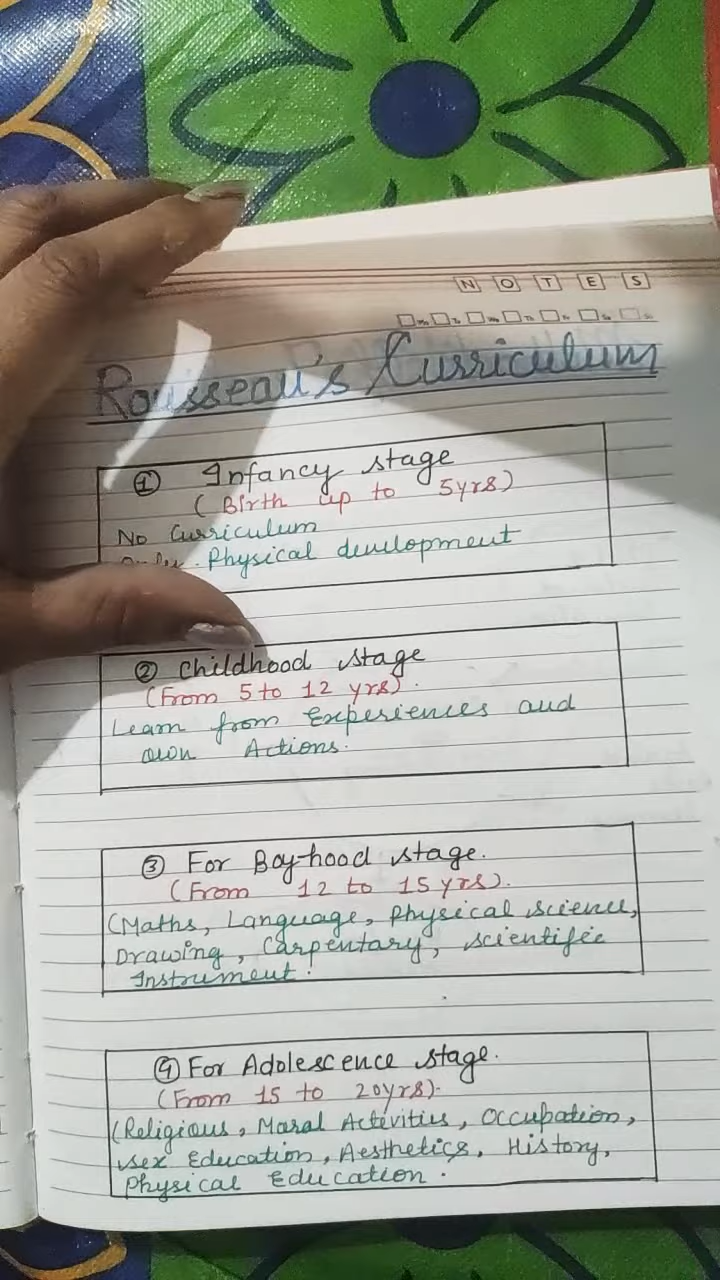 N O T E S
Rousseau's Curriculum
① Infancy stage
(Birth up to 5yrs)
No Curriculum
Only Physical development
② Childhood stage
(From 5 to 12 yrs).
Learn from Experiences and
own Actions.
③ For Boy-hood stage.
(From 12 to 15 yrs).
(Maths, Language, Physical science,
Drawing, Carpentary, scientific
Instrument.
④ For Adolescence stage.
(From 15 to 20yrs).
(Religious, Moral Activities, Occupation,
Sex Education, Aesthetics, History,
Physical Education.